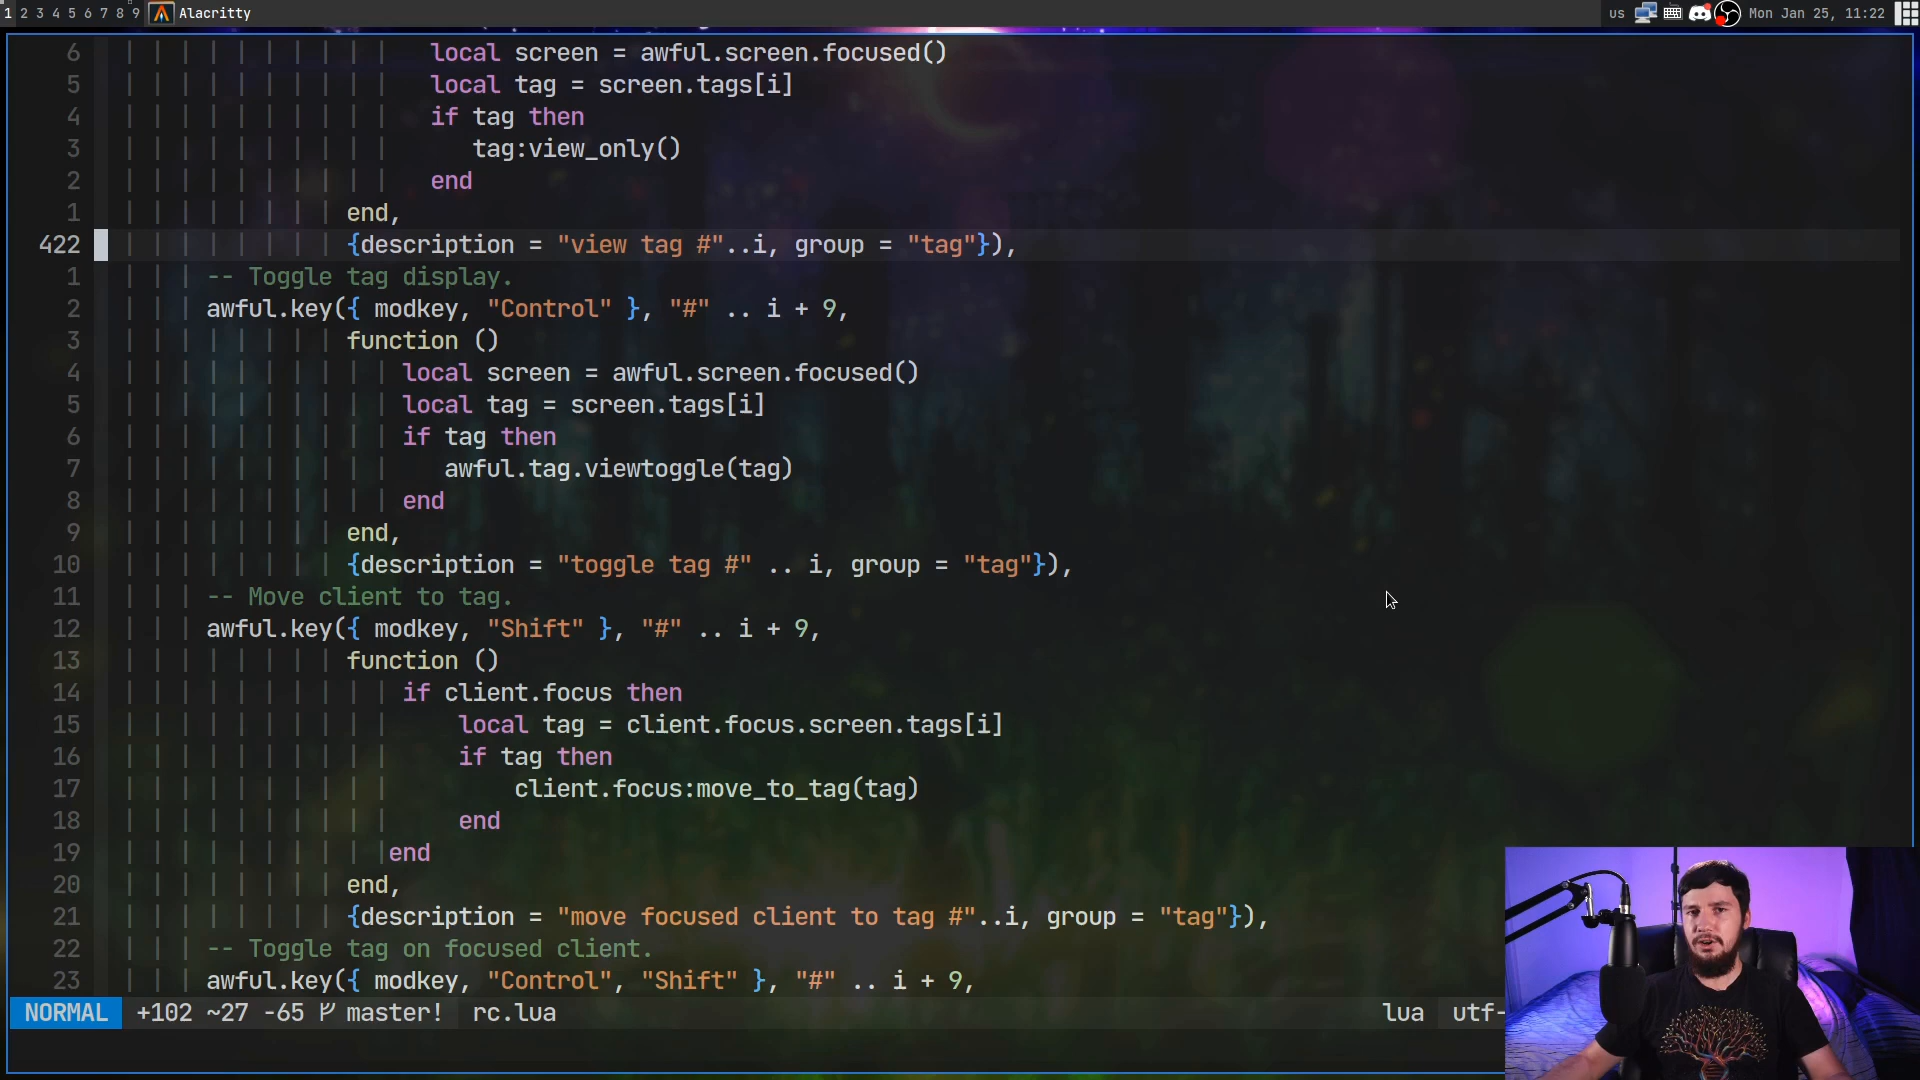 1 2 3 4 5 6 7 8 9 Alacritty us Mon Jan 25, 11:22
6 local screen = awful.screen.focused()
5 local tag = screen.tags[i]
4 if tag then
3 tag:view_only()
2 end
1 end,
422 {description = "view tag #"..i, group = "tag"}),
1 -- Toggle tag display.
2 awful.key({ modkey, "Control" }, "#" .. i + 9,
3 function ()
4 local screen = awful.screen.focused()
5 local tag = screen.tags[i]
6 if tag then
7 awful.tag.viewtoggle(tag)
8 end
9 end,
10 {description = "toggle tag #" .. i, group = "tag"}),
11 -- Move client to tag.
12 awful.key({ modkey, "Shift" }, "#" .. i + 9,
13 function ()
14 if client.focus then
15 local tag = client.focus.screen.tags[i]
16 if tag then
17 client.focus:move_to_tag(tag)
18 end
19 end
20 end,
21 {description = "move focused client to tag #"..i, group = "tag"}),
22 -- Toggle tag on focused client.
23 awful.key({ modkey, "Control", "Shift" }, "#" .. i + 9,
NORMAL +102 ~27 -65 master! rc.lua lua utf-